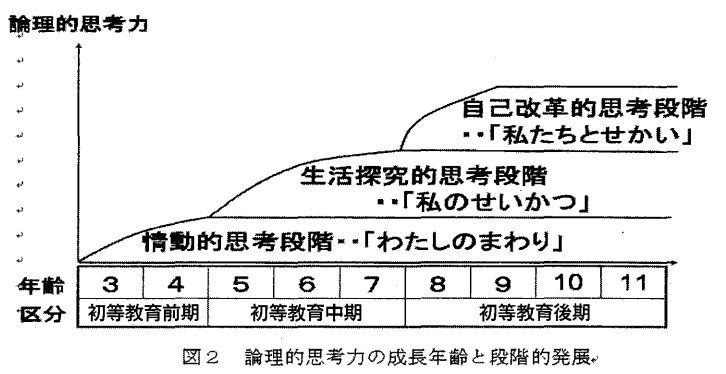 論理的思考力
自己改革的思考段階
‥「私たちとせかい」
生活探究的思考段階
‥「私のせいかつ」
情動的思考段階‥「わたしのまわり」
年齢 3 4 5 6 7 8 9 10 11
区分 初等教育前期 初等教育中期 初等教育後期
図2 論理的思考力の成長年齢と段階的発展